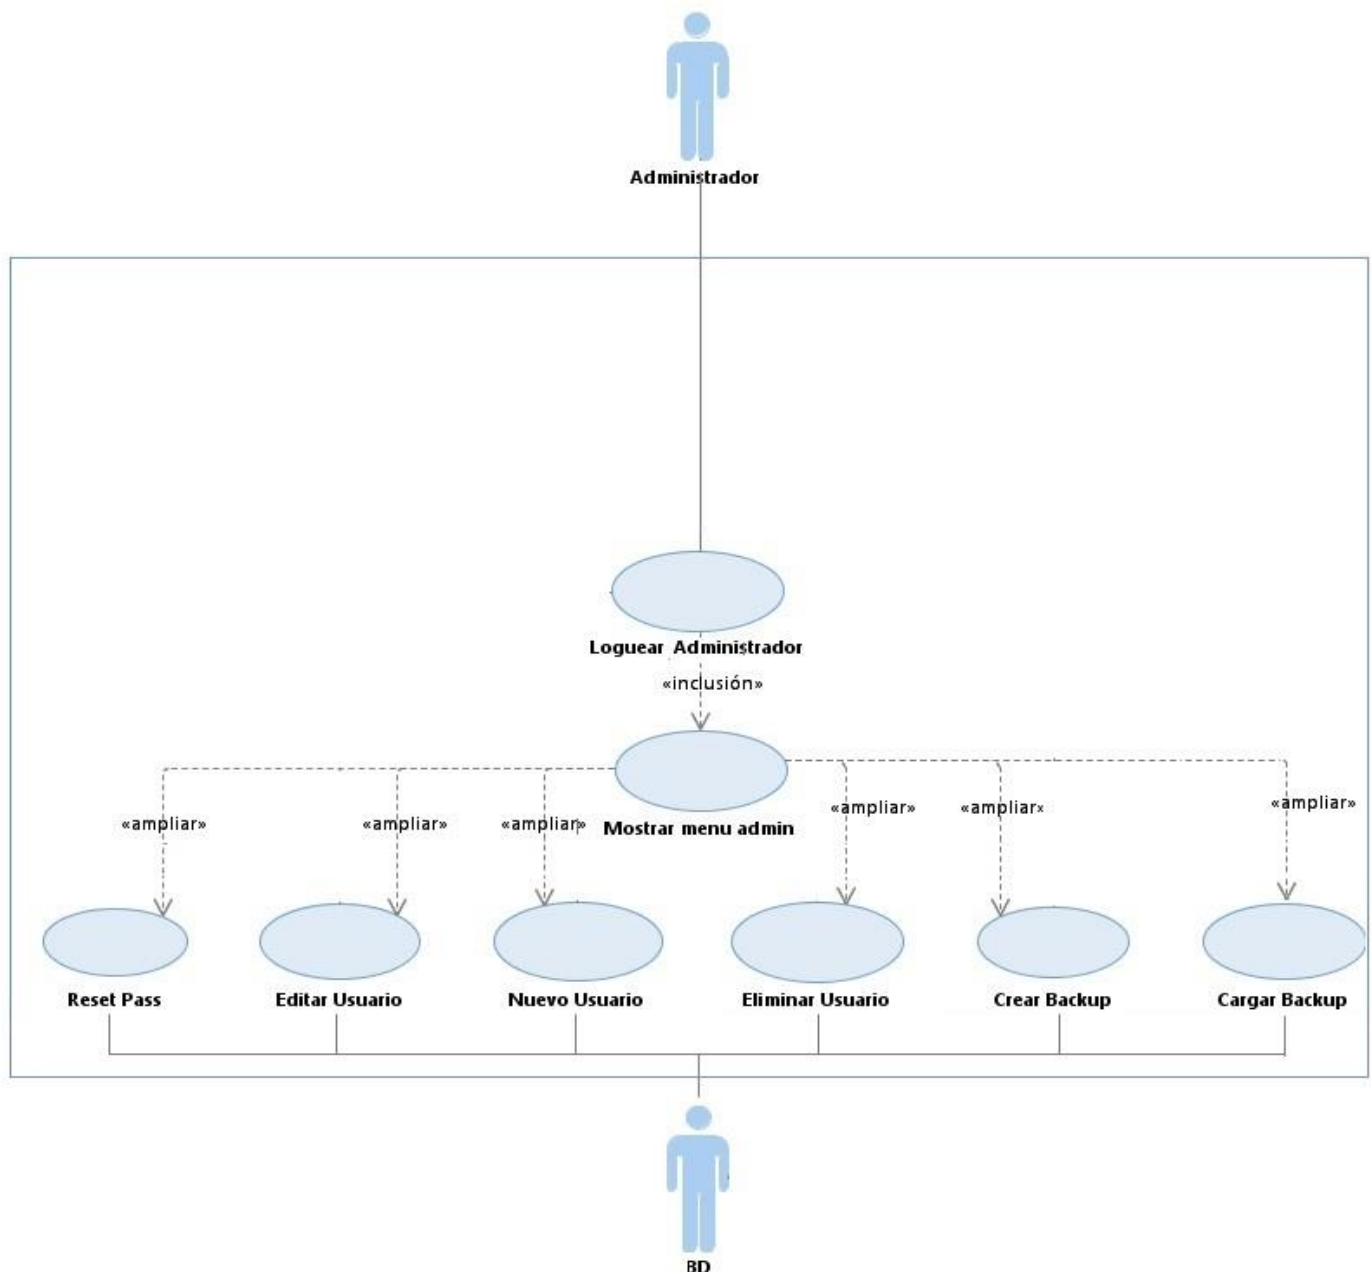 Administrador
Loguear Administrador
«inclusión»
Mostrar menu admin
«ampliar»
«ampliar»
«ampliar»
«ampliar»
«ampliar»
«ampliar»
Reset Pass
Editar Usuario
Nuevo Usuario
Eliminar Usuario
Crear Backup
Cargar Backup
BD